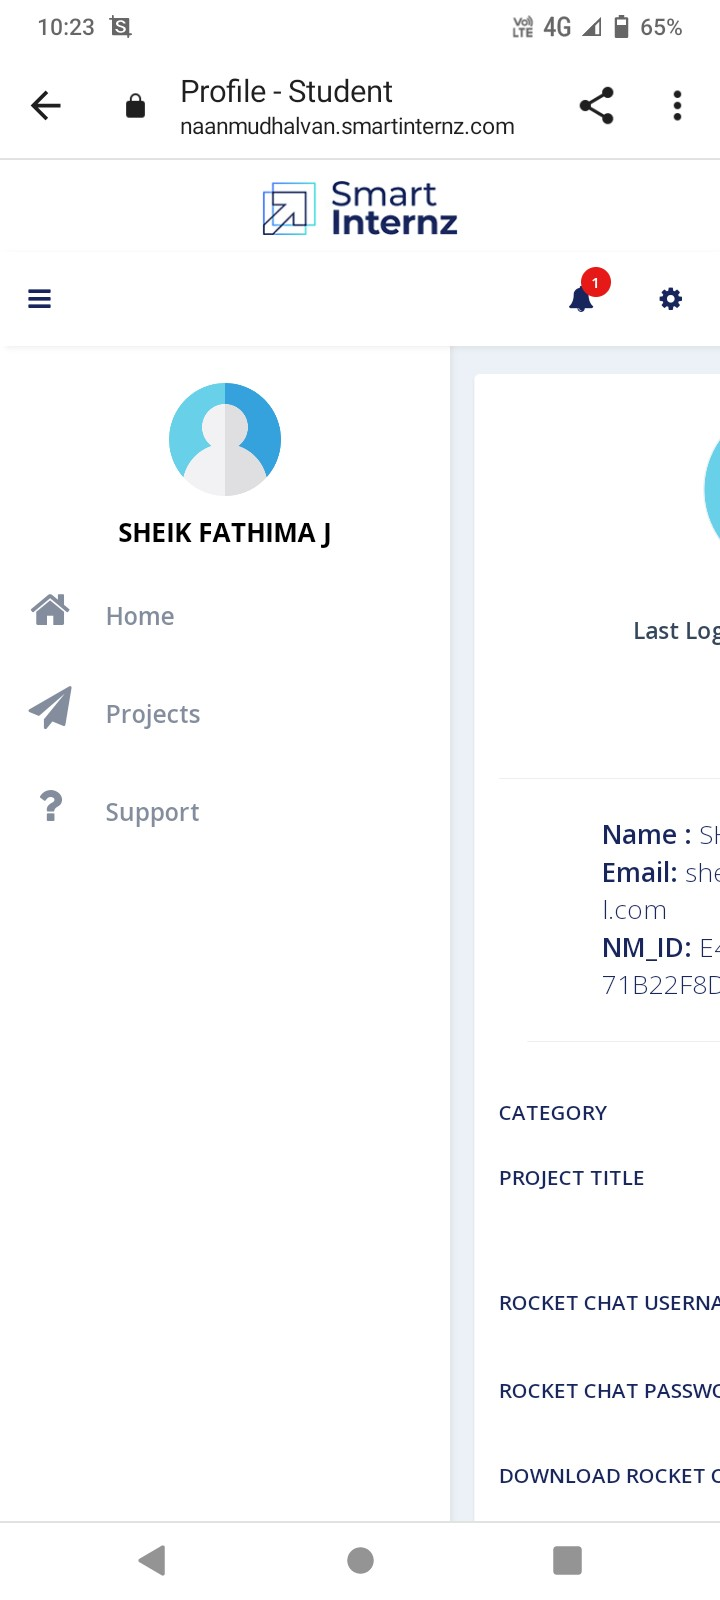 10:23 Vo) LTE 4G 65%
Profile - Student
naanmudhalvan.smartinternz.com
Smart
Internz
1
SHEIK FATHIMA J
Home
Projects
Support
Last Log
Name : SH
Email: she
l.com
NM_ID: E4
71B22F8D
CATEGORY
PROJECT TITLE
ROCKET CHAT USERNA
ROCKET CHAT PASSWO
DOWNLOAD ROCKET C